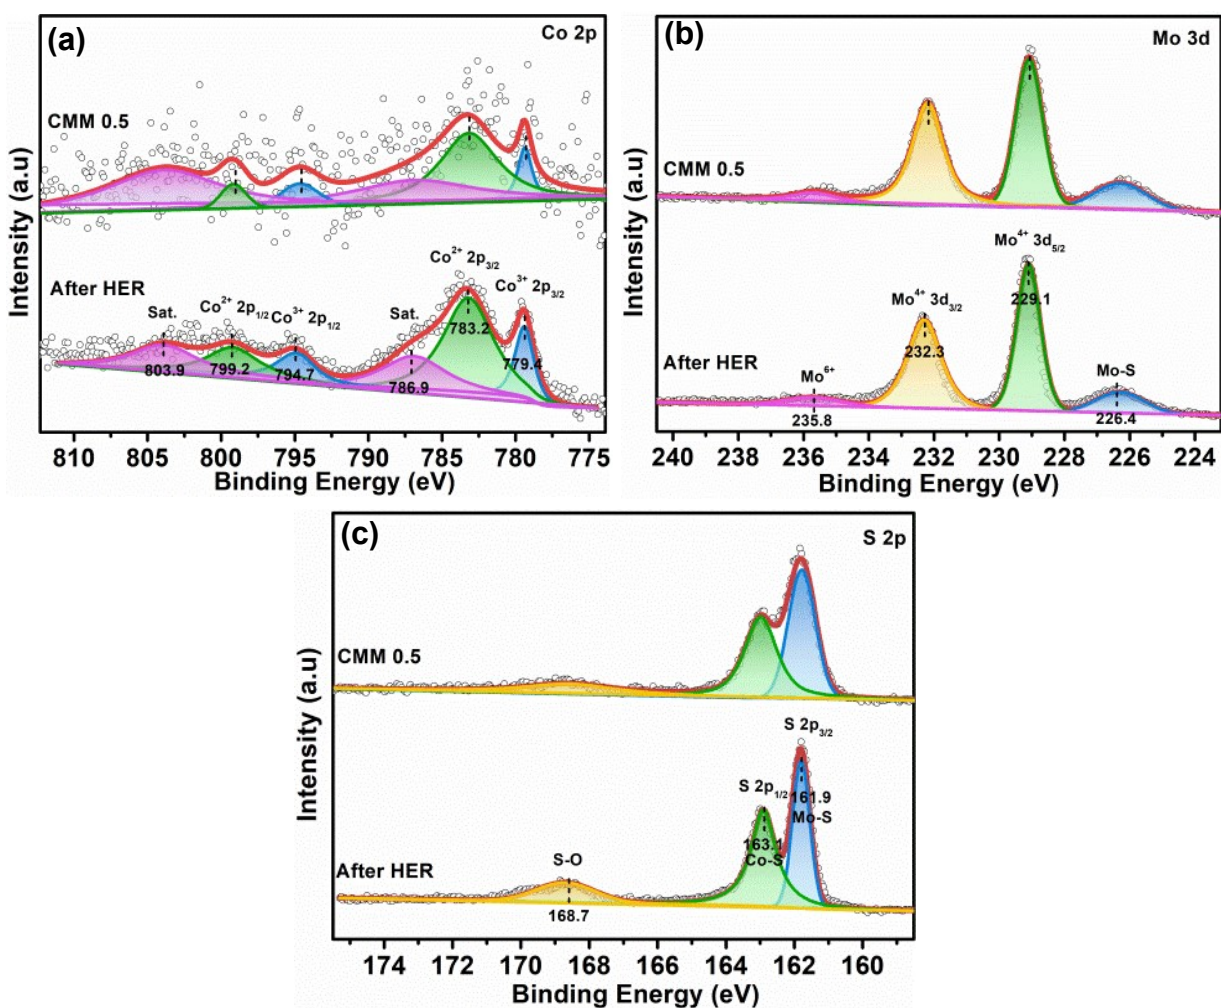 (a)
Co 2p
CMM 0.5
After HER
Co²⁺ 2p₃/₂
Co³⁺ 2p₃/₂
Sat.
Co²⁺ 2p₁/₂
Co³⁺ 2p₁/₂
Sat.
803.9
799.2
794.7
786.9
783.2
779.4
Intensity (a.u)
810 805 800 795 790 785 780 775
Binding Energy (eV)
(b)
Mo 3d
CMM 0.5
After HER
Mo⁴⁺ 3d₅/₂
229.1
Mo⁴⁺ 3d₃/₂
232.3
Mo⁶⁺
235.8
Mo-S
226.4
Intensity (a.u)
240 238 236 234 232 230 228 226 224
Binding Energy (eV)
(c)
S 2p
CMM 0.5
After HER
S 2p₃/₂
161.9
Mo-S
S 2p₁/₂
163.1
Co-S
S-O
168.7
Intensity (a.u)
174 172 170 168 166 164 162 160
Binding Energy (eV)